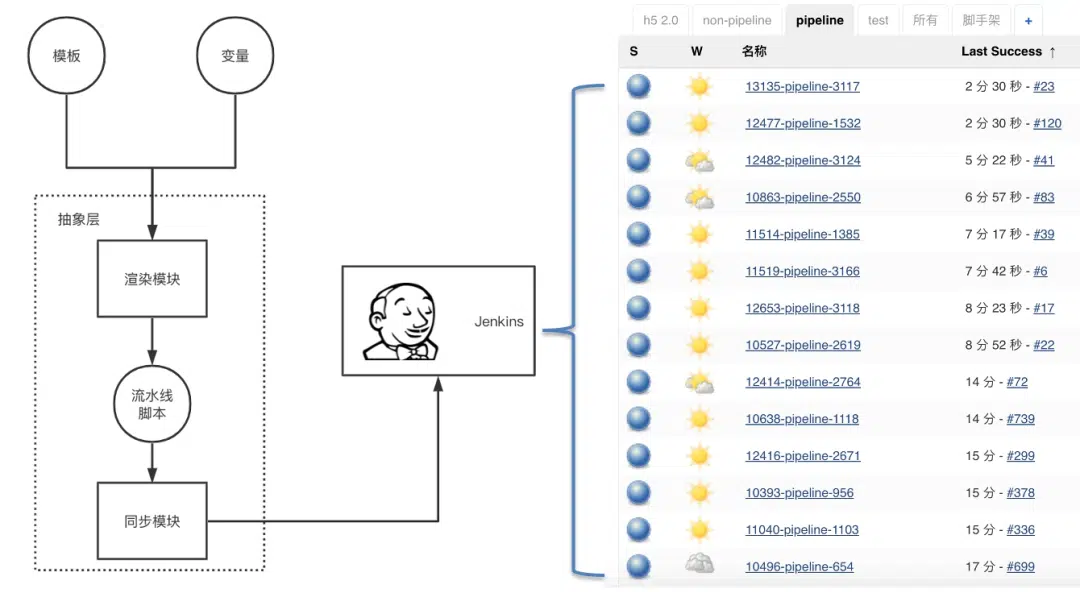 模板
变量
抽象层
渲染模块
流水线
脚本
同步模块
Jenkins
h5 2.0 non-pipeline pipeline test 所有 脚手架 +
S W 名称 Last Success ↑
13135-pipeline-3117 2 分 30 秒 - #23
12477-pipeline-1532 2 分 30 秒 - #120
12482-pipeline-3124 5 分 22 秒 - #41
10863-pipeline-2550 6 分 57 秒 - #83
11514-pipeline-1385 7 分 17 秒 - #39
11519-pipeline-3166 7 分 42 秒 - #6
12653-pipeline-3118 8 分 23 秒 - #17
10527-pipeline-2619 8 分 52 秒 - #22
12414-pipeline-2764 14 分 - #72
10638-pipeline-1118 14 分 - #739
12416-pipeline-2671 15 分 - #299
10393-pipeline-956 15 分 - #378
11040-pipeline-1103 15 分 - #336
10496-pipeline-654 17 分 - #699